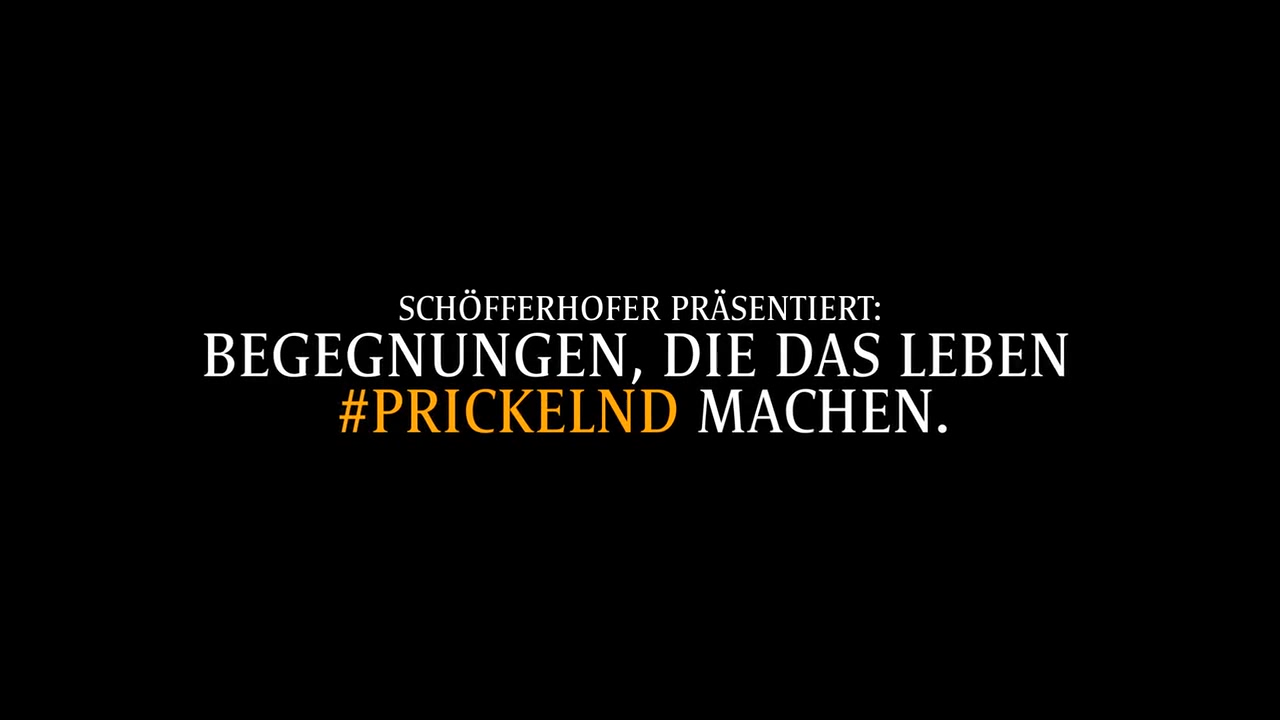 SCHÖFFERHOFER PRÄSENTIERT:
BEGEGNUNGEN, DIE DAS LEBEN
#PRICKELND MACHEN.